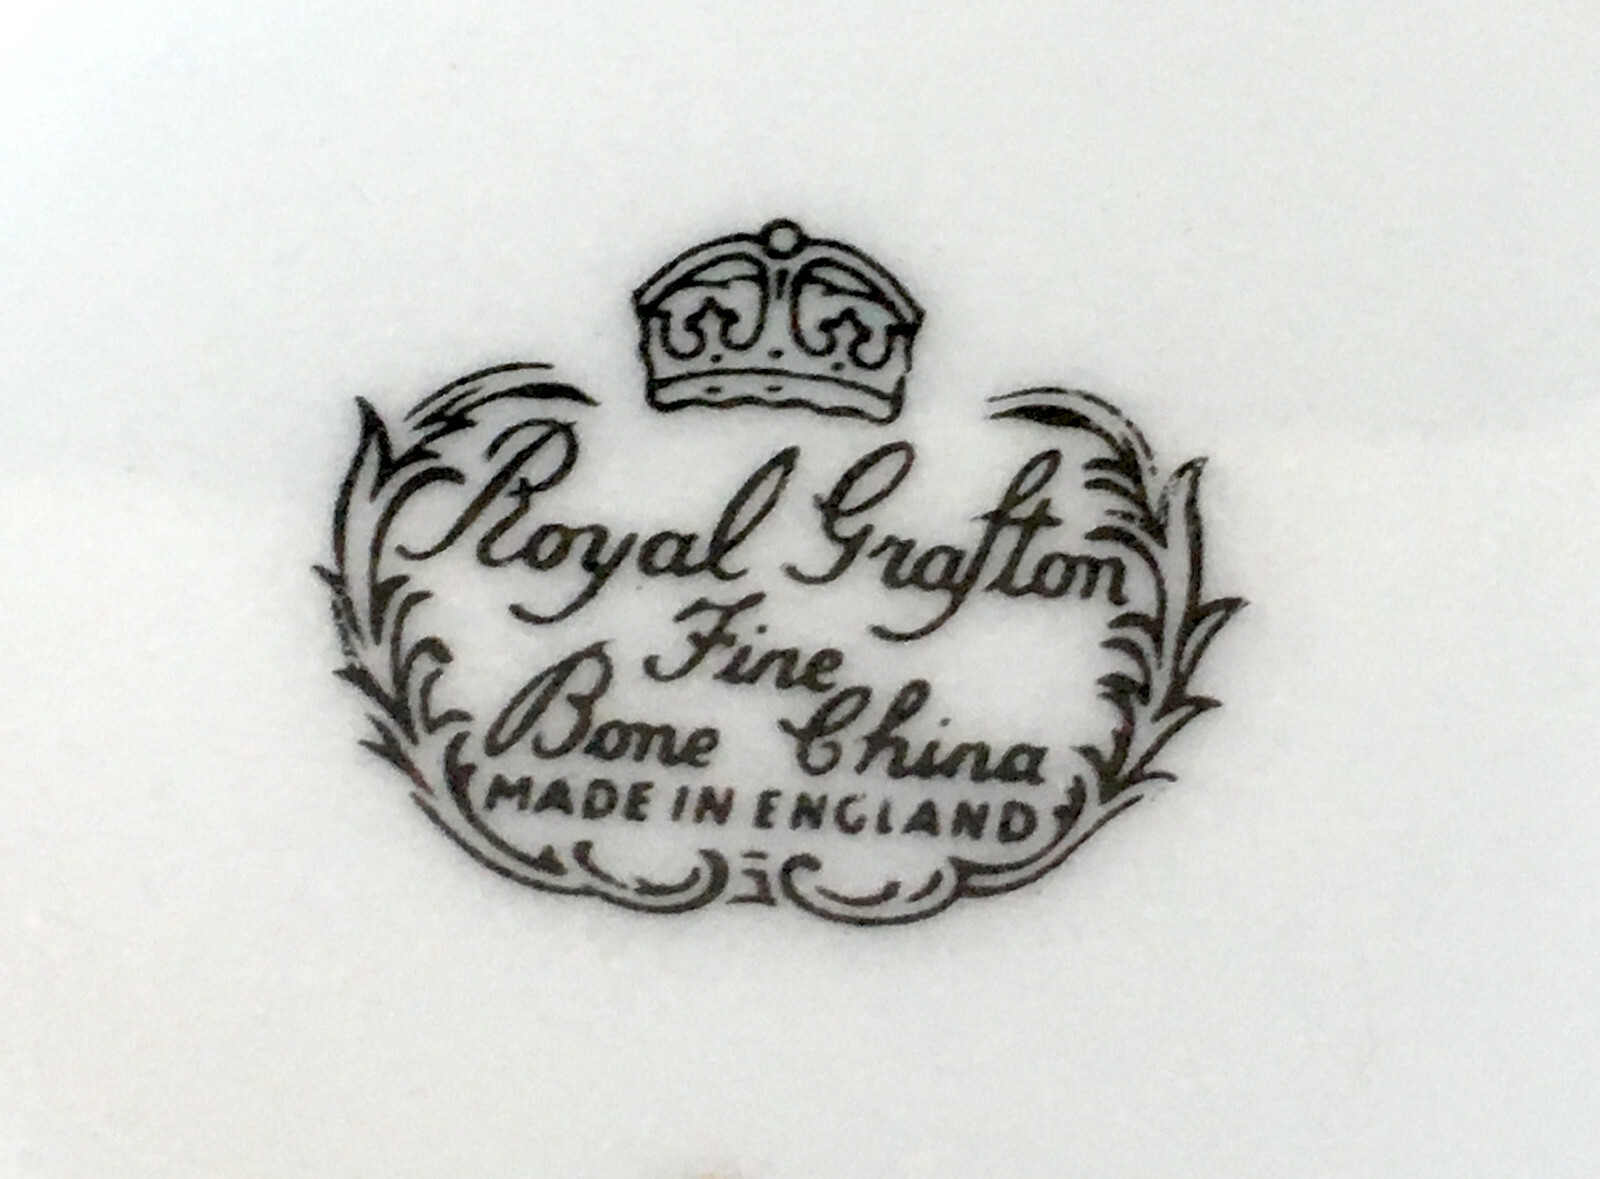 Royal Grafton
Fine
Bone China
MADE IN ENGLAND